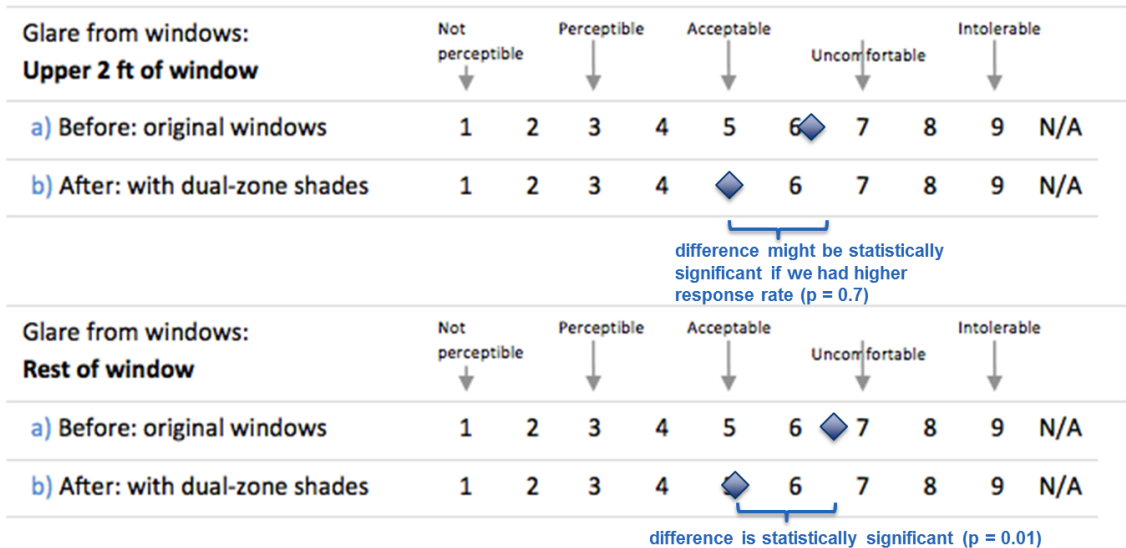 Glare from windows:
Upper 2 ft of window
Not perceptible
Perceptible
Acceptable
Uncomfortable
Intolerable
a) Before: original windows 1 2 3 4 5 6 7 8 9 N/A
b) After: with dual-zone shades 1 2 3 4 6 7 8 9 N/A
difference might be statistically
significant if we had higher
response rate (p = 0.7)
Glare from windows:
Rest of window
Not perceptible
Perceptible
Acceptable
Uncomfortable
Intolerable
a) Before: original windows 1 2 3 4 5 6 7 8 9 N/A
b) After: with dual-zone shades 1 2 3 4 6 7 8 9 N/A
difference is statistically significant (p = 0.01)